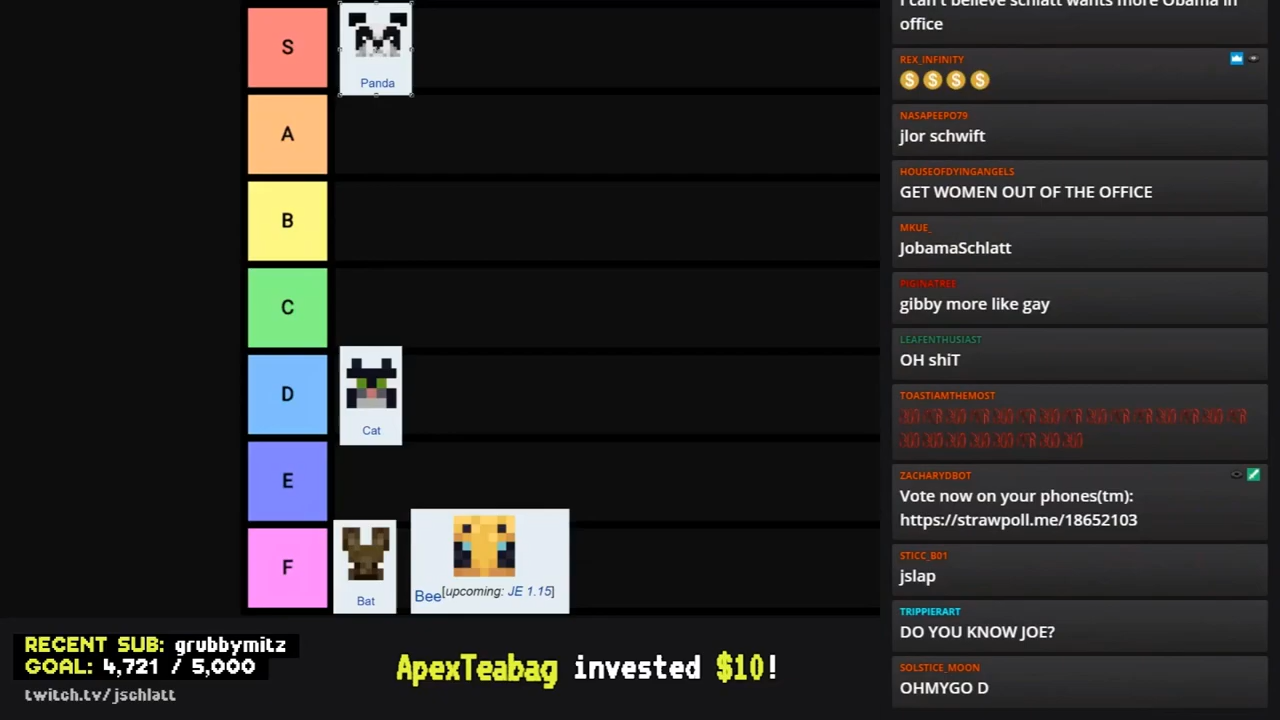 S
Panda
A
B
C
D
Cat
E
F
Bat
Bee[upcoming: JE 1.15]
RECENT SUB: grubbymitz
GOAL: 4,721 / 5,000
twitch.tv/jschlatt
ApexTeabag invested $10!
I can't believe schlatt wants more Obama in
office
REX_INFINITY
$ $ $ $
NASAPEEPO79
jlor schwift
HOUSEOFDYINGANGELS
GET WOMEN OUT OF THE OFFICE
MKUE_
JobamaSchlatt
PIGINATREE
gibby more like gay
LEAFENTHUSIAST
OH shiT
TOASTIAMTHEMOST
ZACHARYDBOT
Vote now on your phones(tm):
https://strawpoll.me/18652103
STICC_B01
jslap
TRIPPIERART
DO YOU KNOW JOE?
SOLSTICE_MOON
OHMYGO D